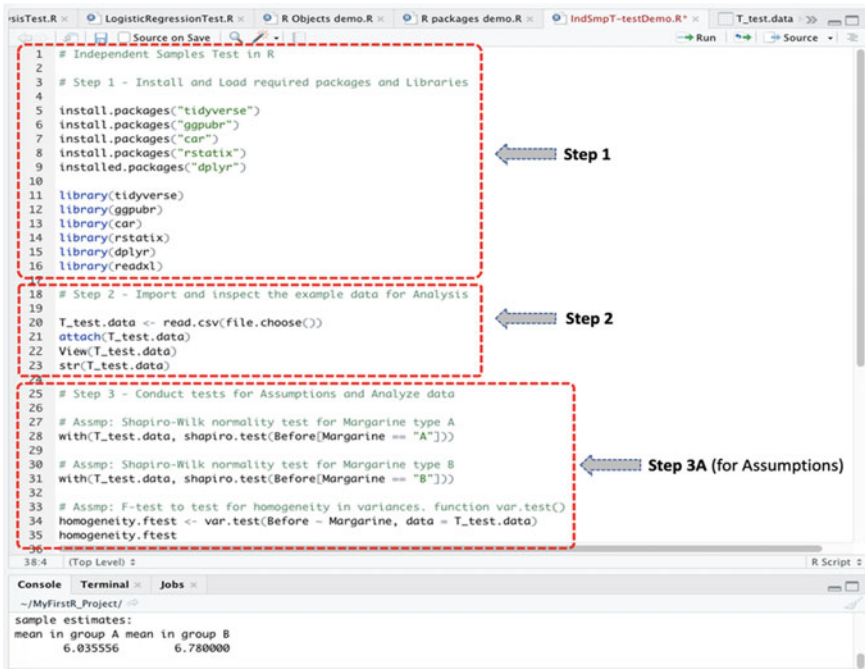 ysisTest.R × LogisticRegressionTest.R × R Objects demo.R × R packages demo.R × IndSmpT-testDemo.R* × T_test.data
Source on Save Run Source
1 # Independent Samples Test in R
2
3 # Step 1 - Install and Load required packages and Libraries
4
5 install.packages("tidyverse")
6 install.packages("ggpubr")
7 install.packages("car")
8 install.packages("rstatix")
9 installed.packages("dplyr")
10
11 library(tidyverse)
12 library(ggpubr)
13 library(car)
14 library(rstatix)
15 library(dplyr)
16 library(readxl)
17
Step 1
18 # Step 2 - Import and inspect the example data for Analysis
19
20 T_test.data <- read.csv(file.choose())
21 attach(T_test.data)
22 View(T_test.data)
23 str(T_test.data)
24
Step 2
25 # Step 3 - Conduct tests for Assumptions and Analyze data
26
27 # Assmp: Shapiro-Wilk normality test for Margarine type A
28 with(T_test.data, shapiro.test(Before[Margarine == "A"]))
29
30 # Assmp: Shapiro-Wilk normality test for Margarine type B
31 with(T_test.data, shapiro.test(Before[Margarine == "B"]))
32
33 # Assmp: F-test to test for homogeneity in variances. function var.test()
34 homogeneity.ftest <- var.test(Before ~ Margarine, data = T_test.data)
35 homogeneity.ftest
36
Step 3A (for Assumptions)
38:4 (Top Level) R Script
Console Terminal × Jobs ×
~/MyFirstR_Project/
sample estimates:
mean in group A mean in group B
6.035556 6.780000